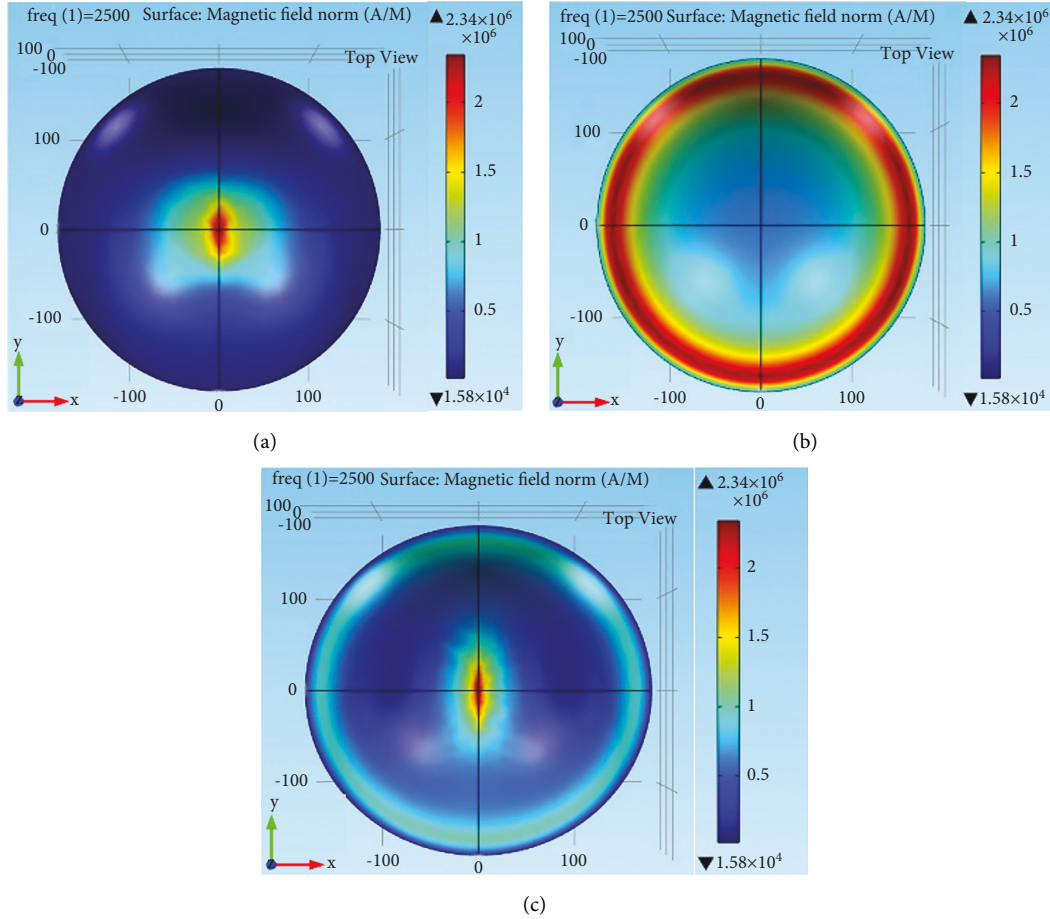 freq (1)=2500 Surface: Magnetic field norm (A/M)
▲ 2.34×10⁶
×10⁶
100
0
-100
Top View
2
100
1.5
0
1
-100
0.5
y
z
x
-100
0
100
▼1.58×10⁴
(a)
freq (1)=2500 Surface: Magnetic field norm (A/M)
▲ 2.34×10⁶
×10⁶
100
0
-100
Top View
2
100
1.5
0
1
-100
0.5
y
z
x
-100
0
100
▼1.58×10⁴
(b)
freq (1)=2500 Surface: Magnetic field norm (A/M)
▲ 2.34×10⁶
×10⁶
100
0
-100
Top View
2
100
1.5
0
1
-100
0.5
y
z
x
-100
0
100
▼1.58×10⁴
(c)